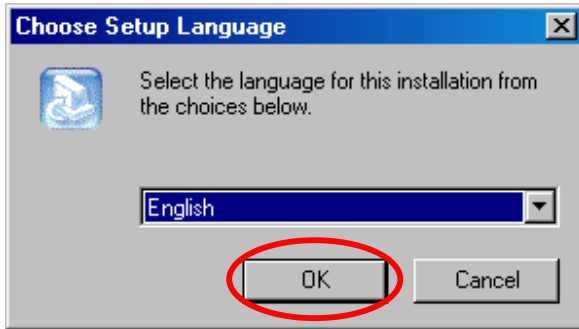 Choose Setup Language
Select the language for this installation from
the choices below.
English
OK
Cancel